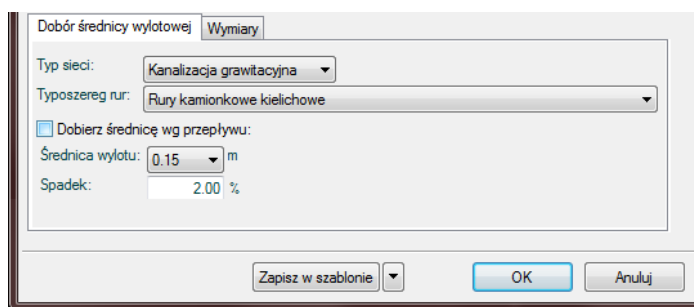 Dobór średnicy wylotowej Wymiary
Typ sieci: Kanalizacja grawitacyjna
Typoszereg rur: Rury kamionkowe kielichowe
Dobierz średnicę wg przepływu:
Średnica wylotu: 0.15 m
Spadek: 2.00 %
Zapisz w szablonie OK Anuluj